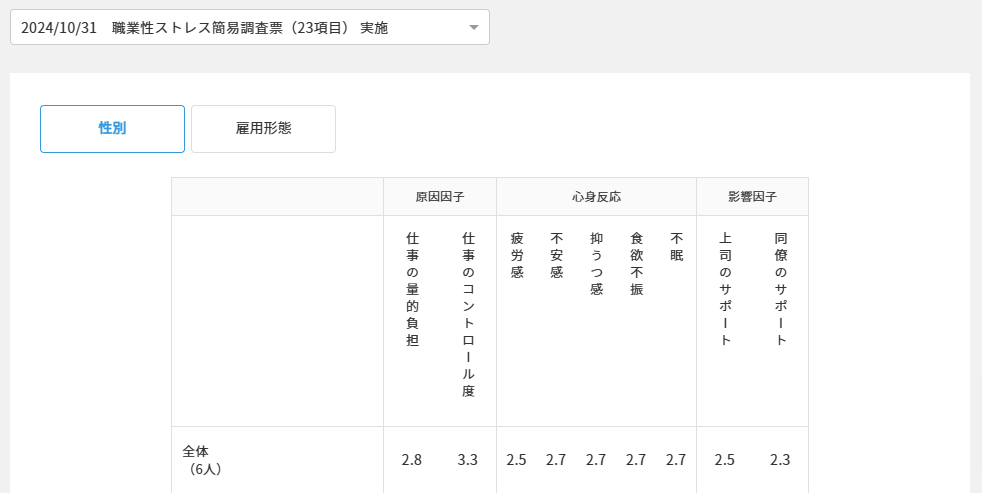 2024/10/31　職業性ストレス簡易調査票（23項目） 実施
性別
雇用形態
原因因子
心身反応
影響因子
仕事の量的負担
仕事のコントロール度
疲労感
不安感
抑うつ感
食欲不振
不眠
上司のサポート
同僚のサポート
全体
（6人）
2.8
3.3
2.5
2.7
2.7
2.7
2.7
2.5
2.3